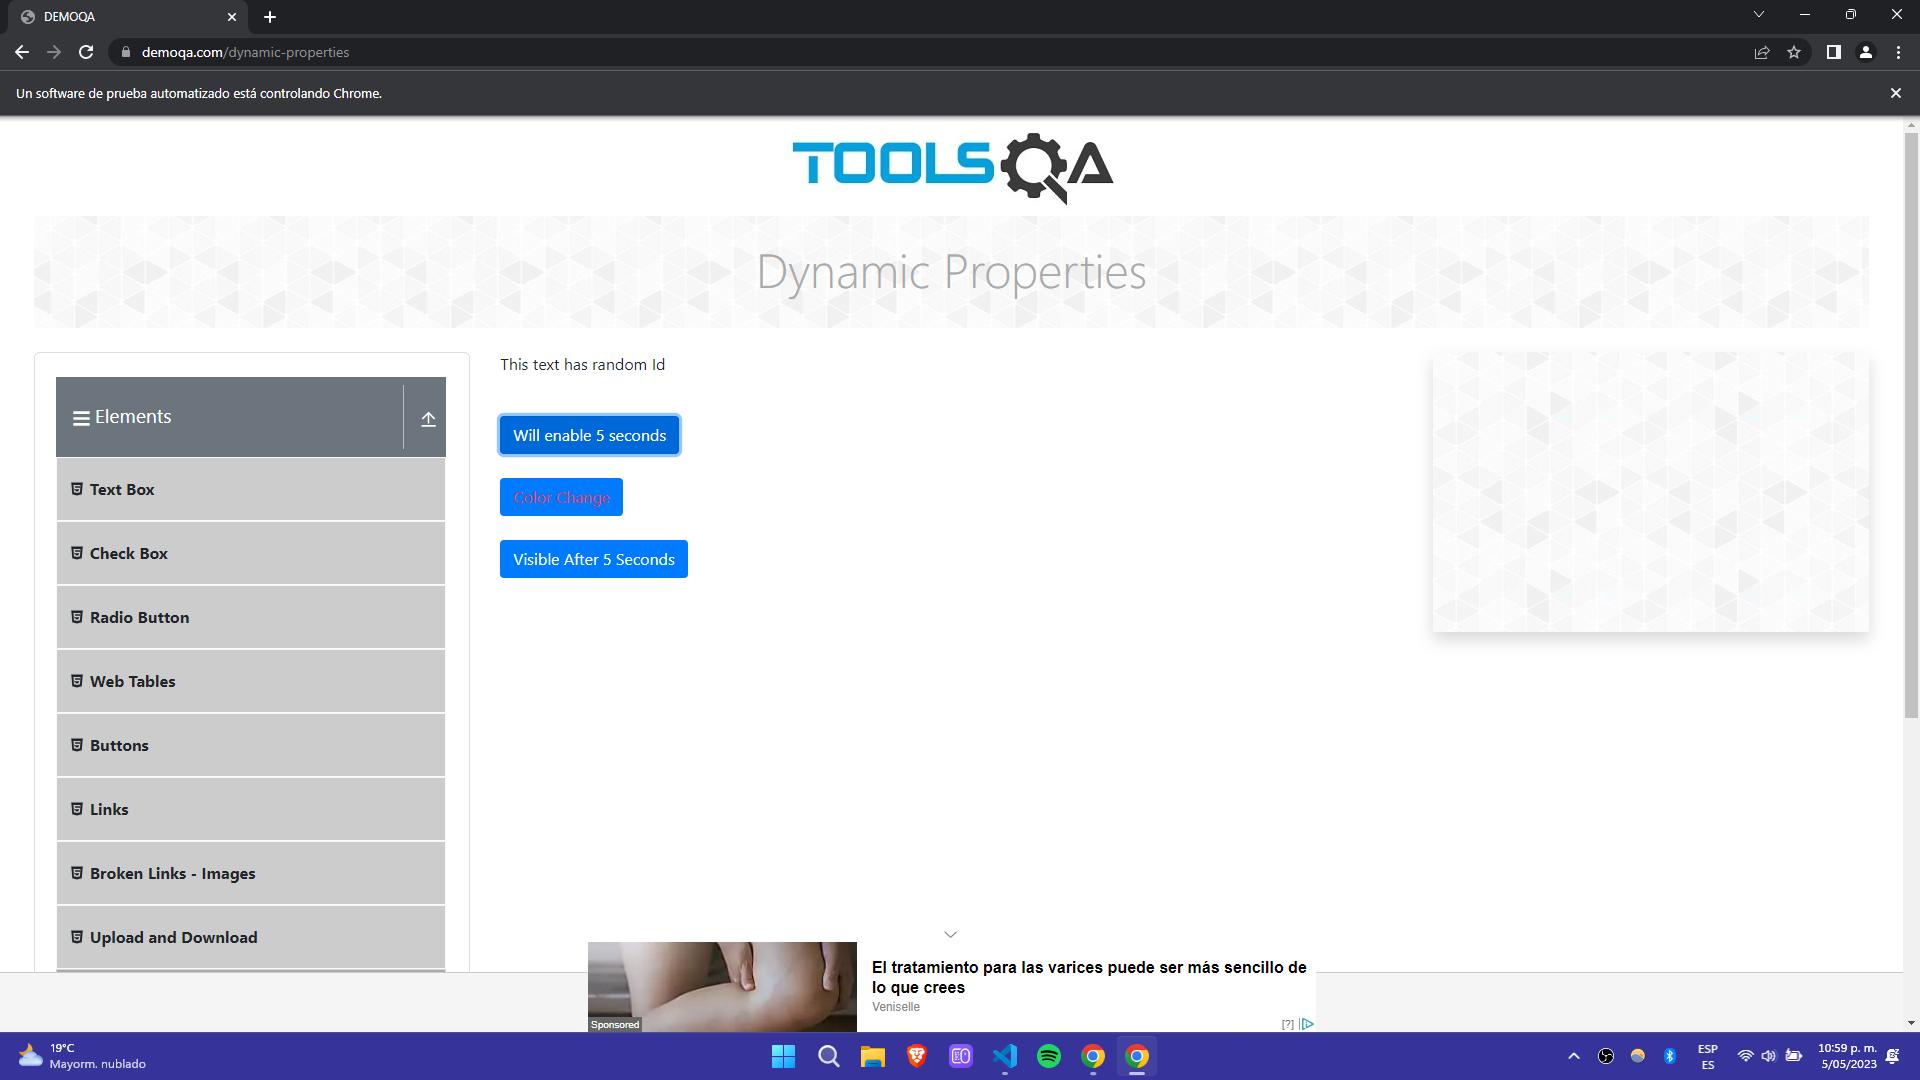 DEMOQA
demoqa.com/dynamic-properties
Un software de prueba automatizado está controlando Chrome.
TOOLSQA
Dynamic Properties
Elements
Text Box
Check Box
Radio Button
Web Tables
Buttons
Links
Broken Links - Images
Upload and Download
This text has random Id
Will enable 5 seconds
Color Change
Visible After 5 Seconds
Sponsored
El tratamiento para las varices puede ser más sencillo de
lo que crees
Veniselle
[?]
19°C
Mayorm. nublado
ESP
ES
10:59 p. m.
5/05/2023